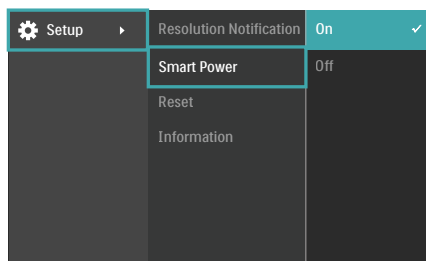 Setup
Resolution Notification
On
Smart Power
Off
Reset
Information